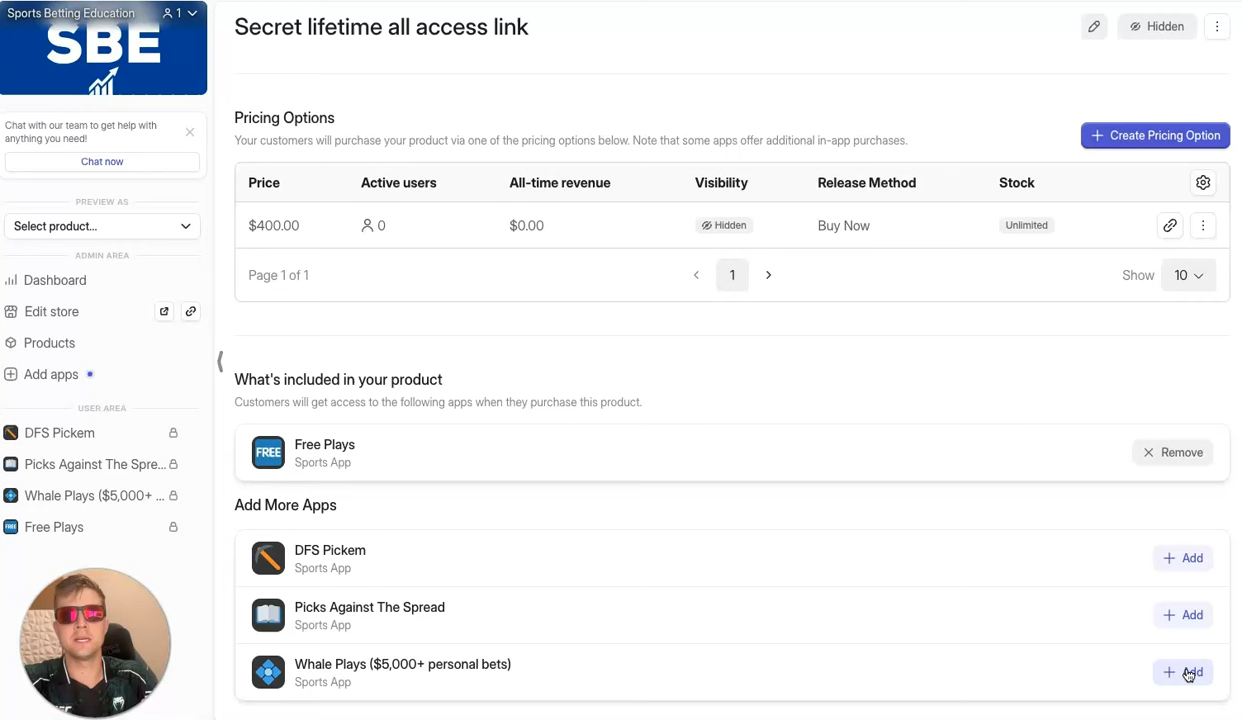 Sports Betting Education 1
SBE
Chat with our team to get help with
anything you need!
Chat now
PREVIEW AS
Select product...
ADMIN AREA
Dashboard
Edit store
Products
Add apps
USER AREA
DFS Pickem
Picks Against The Spre...
Whale Plays ($5,000+ ...
FREE Free Plays
Secret lifetime all access link
Hidden
Pricing Options
Your customers will purchase your product via one of the pricing options below. Note that some apps offer additional in-app purchases.
+ Create Pricing Option
Price Active users All-time revenue Visibility Release Method Stock
$400.00 0 $0.00 Hidden Buy Now Unlimited
Page 1 of 1 < 1 > Show 10
What's included in your product
Customers will get access to the following apps when they purchase this product.
FREE Free Plays
Sports App
Remove
Add More Apps
DFS Pickem
Sports App
+ Add
Picks Against The Spread
Sports App
+ Add
Whale Plays ($5,000+ personal bets)
Sports App
+ Add